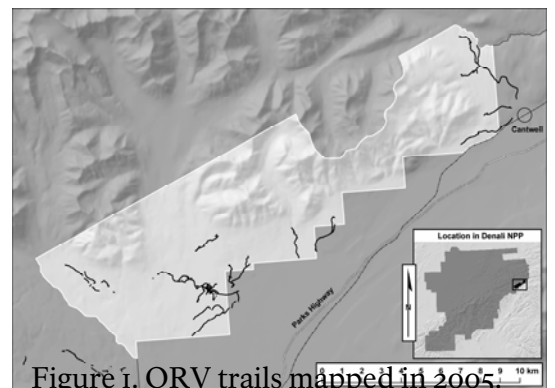 Cantwell
Location in Denali NPP
Parks Highway
N
0 1 2 3 4 5 6 7 8 9 10 km
Figure 1. ORV trails mapped in 2005.